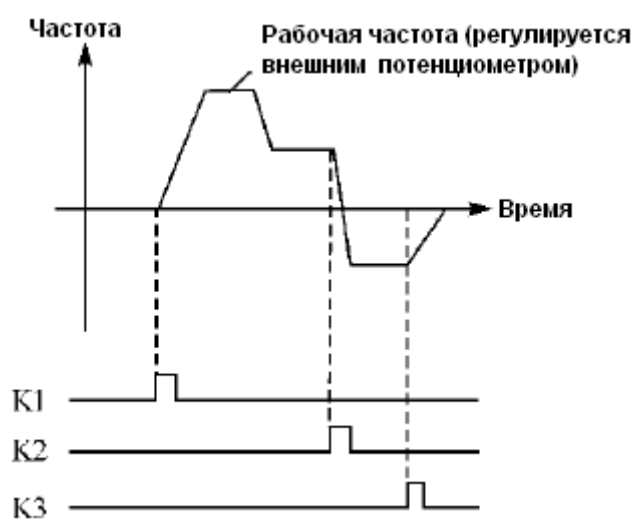 Частота
Рабочая частота (регулируется
внешним потенциометром)
Время
K1
K2
K3